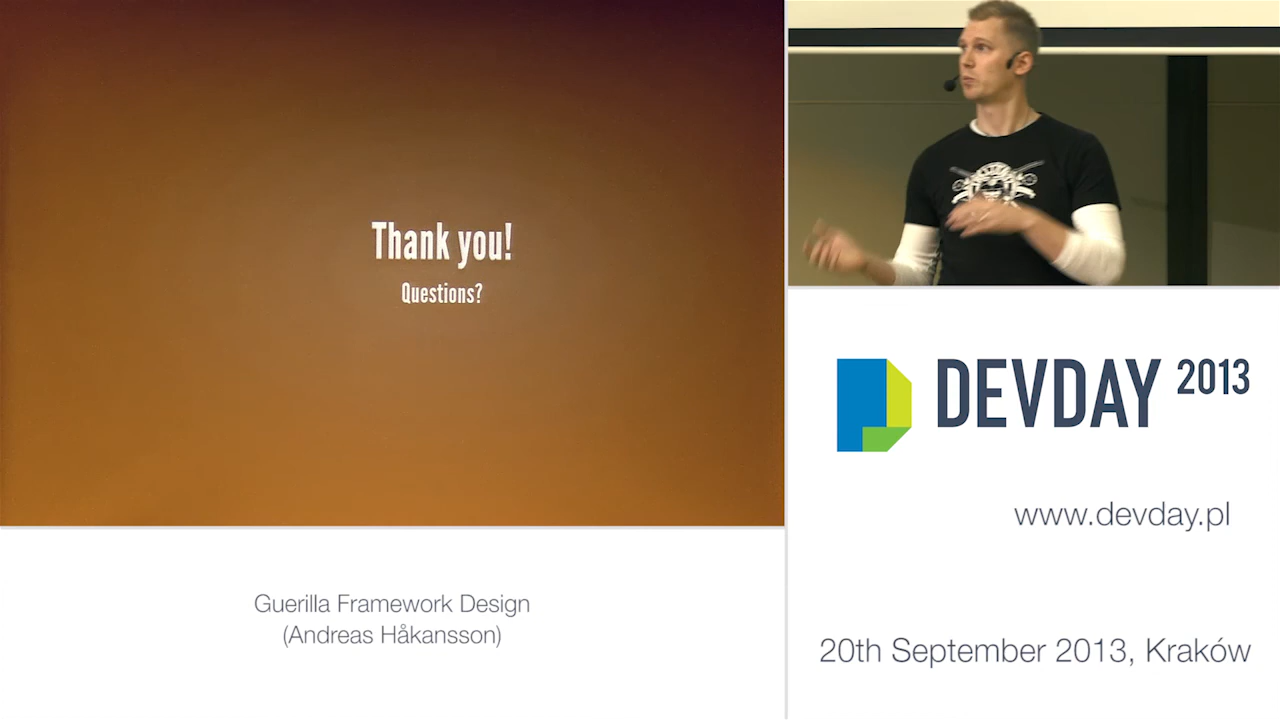 Thank you!
Questions?
Guerilla Framework Design
(Andreas Håkansson)
DEVDAY 2013
www.devday.pl
20th September 2013, Kraków